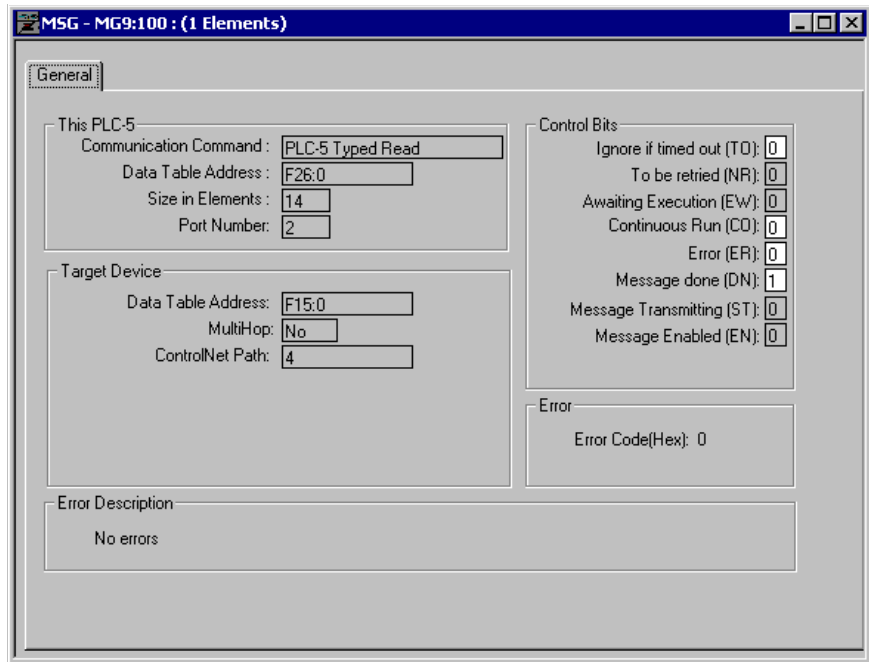 MSG - MG9:100 : (1 Elements)
General
This PLC-5
Communication Command : PLC-5 Typed Read
Data Table Address : F26:0
Size in Elements : 14
Port Number: 2
Target Device
Data Table Address: F15:0
MultiHop: No
ControlNet Path: 4
Control Bits
Ignore if timed out (TO): 0
To be retried (NR): 0
Awaiting Execution (EW): 0
Continuous Run (CO): 0
Error (ER): 0
Message done (DN): 1
Message Transmitting (ST): 0
Message Enabled (EN): 0
Error
Error Code(Hex): 0
Error Description
No errors